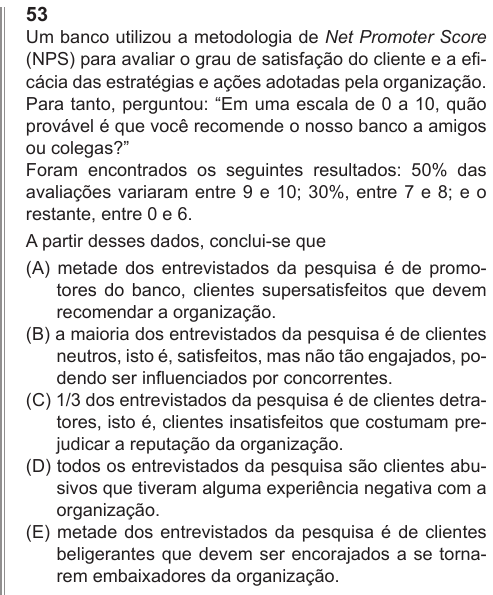 53
Um banco utilizou a metodologia de Net Promoter Score
(NPS) para avaliar o grau de satisfação do cliente e a efi-
cácia das estratégias e ações adotadas pela organização.
Para tanto, perguntou: “Em uma escala de 0 a 10, quão
provável é que você recomende o nosso banco a amigos
ou colegas?”
Foram encontrados os seguintes resultados: 50% das
avaliações variaram entre 9 e 10; 30%, entre 7 e 8; e o
restante, entre 0 e 6.
A partir desses dados, conclui-se que
(A) metade dos entrevistados da pesquisa é de promo-
tores do banco, clientes supersatisfeitos que devem
recomendar a organização.
(B) a maioria dos entrevistados da pesquisa é de clientes
neutros, isto é, satisfeitos, mas não tão engajados, po-
dendo ser influenciados por concorrentes.
(C) 1/3 dos entrevistados da pesquisa é de clientes detra-
tores, isto é, clientes insatisfeitos que costumam pre-
judicar a reputação da organização.
(D) todos os entrevistados da pesquisa são clientes abu-
sivos que tiveram alguma experiência negativa com a
organização.
(E) metade dos entrevistados da pesquisa é de clientes
beligerantes que devem ser encorajados a se torna-
rem embaixadores da organização.